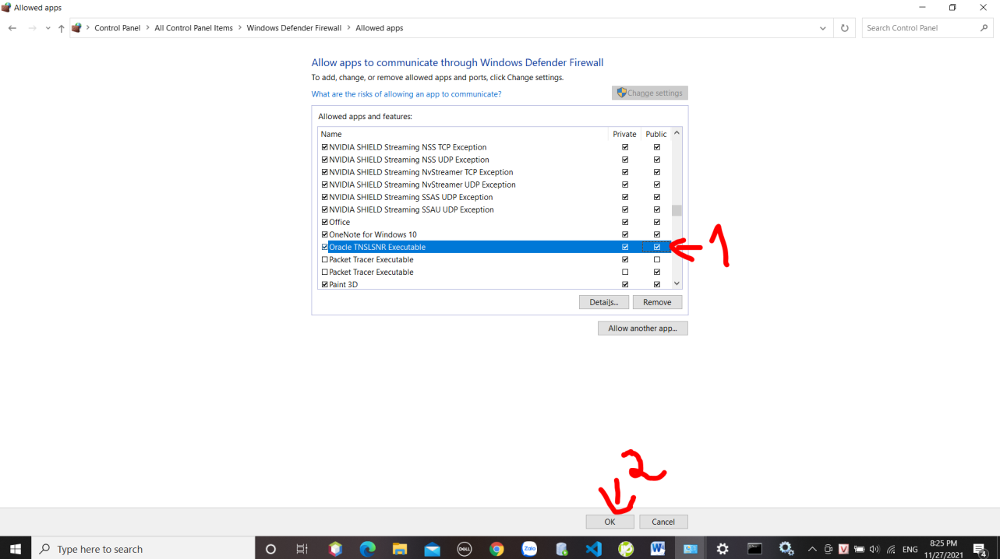 Allowed apps
Control Panel > All Control Panel Items > Windows Defender Firewall > Allowed apps
Search Control Panel
Allow apps to communicate through Windows Defender Firewall
To add, change, or remove allowed apps and ports, click Change settings.
What are the risks of allowing an app to communicate?
Change settings
Allowed apps and features:
Name Private Public
NVIDIA SHIELD Streaming NSS TCP Exception
NVIDIA SHIELD Streaming NSS UDP Exception
NVIDIA SHIELD Streaming NvStreamer TCP Exception
NVIDIA SHIELD Streaming NvStreamer UDP Exception
NVIDIA SHIELD Streaming SSAS UDP Exception
NVIDIA SHIELD Streaming SSAU UDP Exception
Office
OneNote for Windows 10
Oracle TNSLSNR Executable
1
Packet Tracer Executable
Packet Tracer Executable
Paint 3D
Details...
Remove
Allow another app...
2
OK
Cancel
Type here to search
DELL
Zalo
V
ENG
8:25 PM
11/27/2021
4